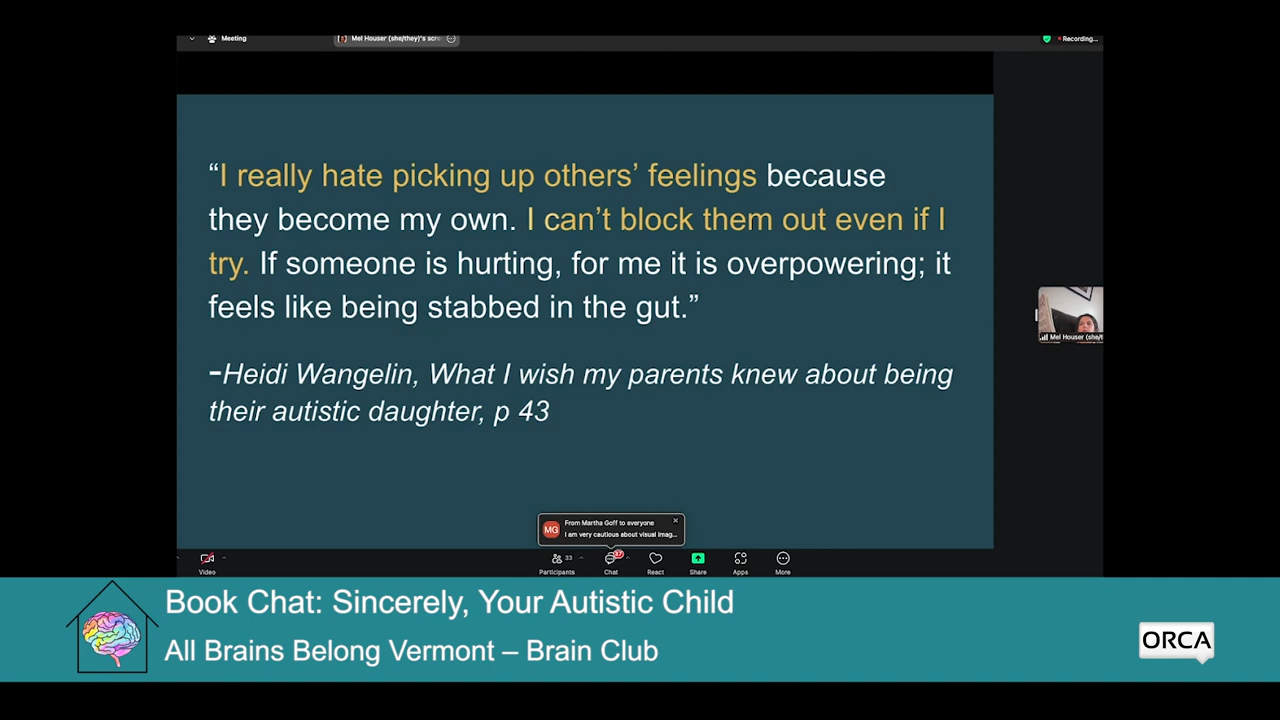 Meeting
Mel Houser (she/they)'s scre
Recording...
“I really hate picking up others’ feelings because
they become my own. I can’t block them out even if I
try. If someone is hurting, for me it is overpowering; it
feels like being stabbed in the gut.”
-Heidi Wangelin, What I wish my parents knew about being
their autistic daughter, p 43
Mel Houser (she/th
MG
From Martha Goff to everyone
I am very cautious about visual imag...
33
37
Video
Participants
Chat
React
Share
Apps
More
Book Chat: Sincerely, Your Autistic Child
All Brains Belong Vermont – Brain Club
ORCA